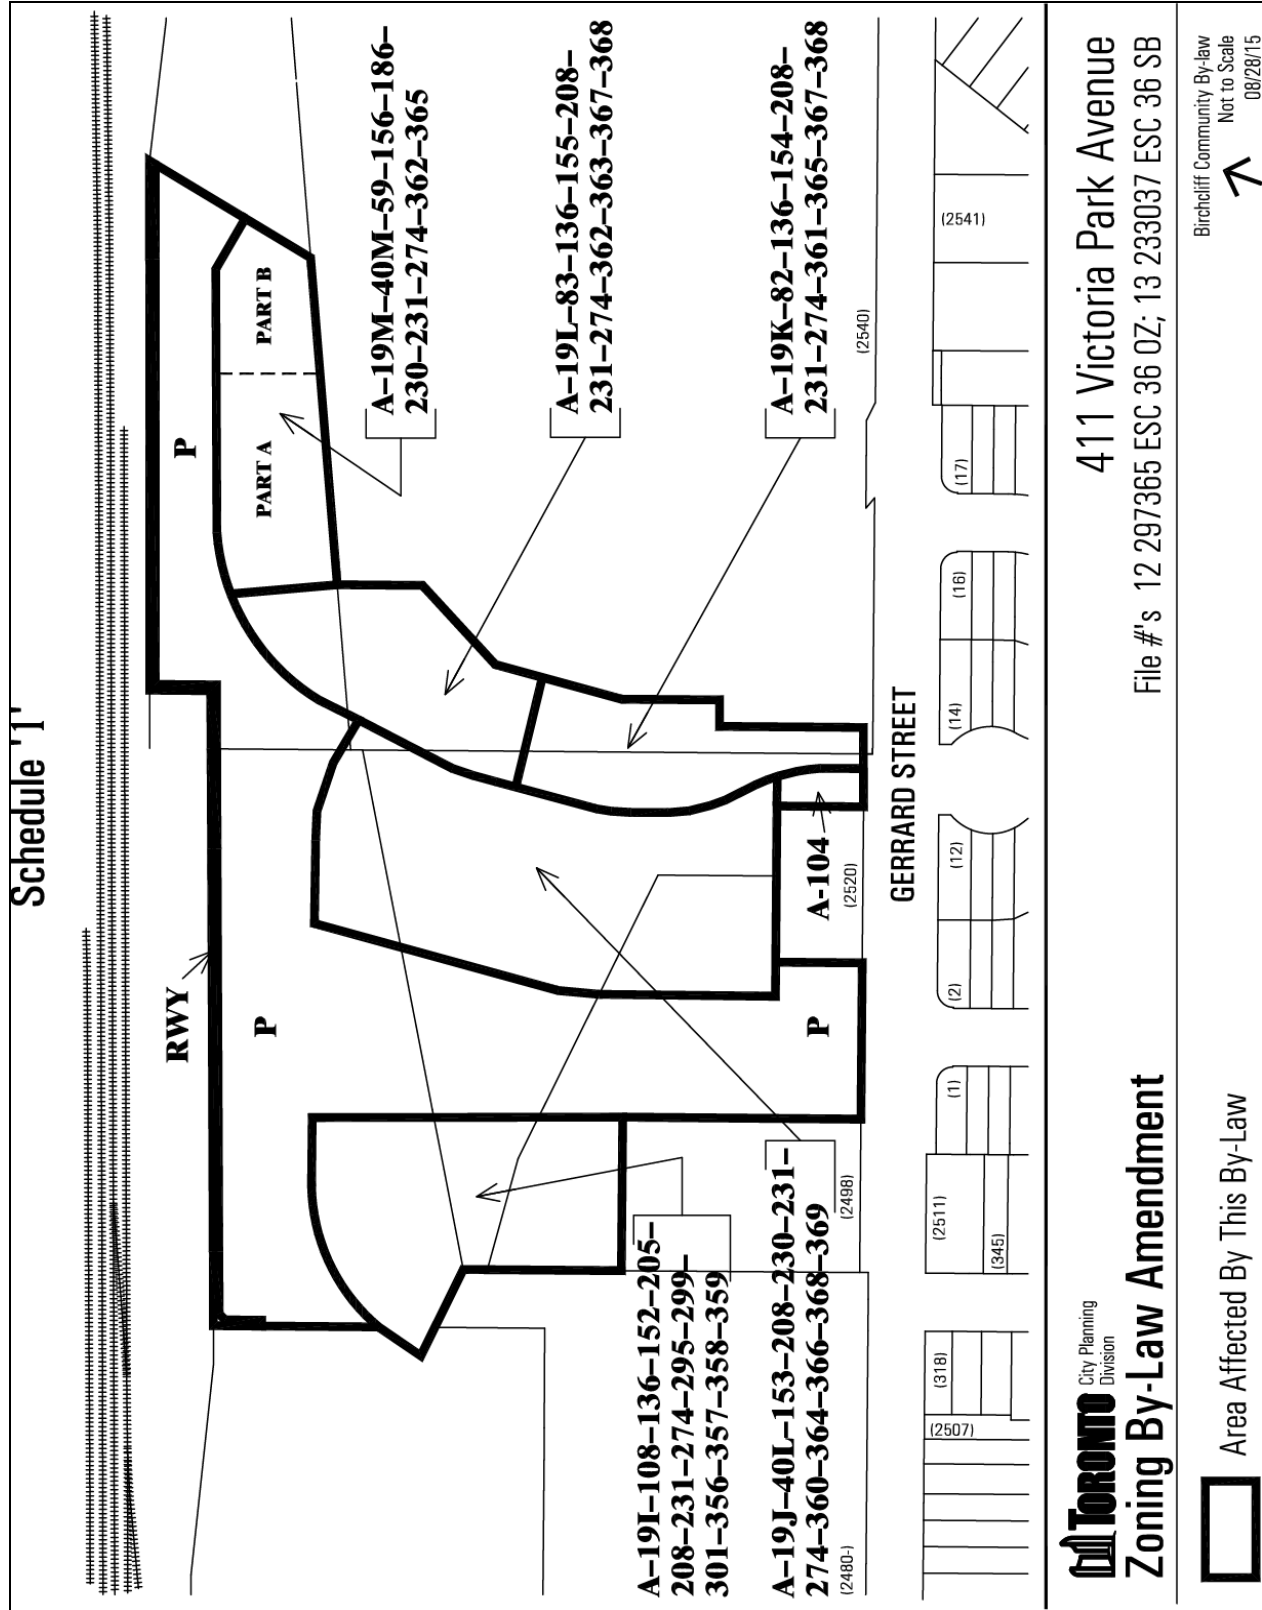 Schedule '1'
RWY
P
P
PART A
PART B
P
A–19M–40M–59–156–186–
230–231–274–362–365
A–19L–83–136–155–208–
231–274–362–363–367–368
A–19K–82–136–154–208–
231–274–361–365–367–368
A-104
(2520)
(2540)
A–19I–108–136–152–205–
208–231–274–295–299–
301–356–357–358–359
A–19J–40L–153–208–230–231–
274–360–364–366–368–369
(2480-)
(2498)
GERRARD STREET
(2507)
(318)
(2511)
(345)
(1)
(2)
(12)
(14)
(16)
(17)
(2541)
TORONTO
City Planning
Division
Zoning By-Law Amendment
411 Victoria Park Avenue
File #'s 12 297365 ESC 36 OZ; 13 233037 ESC 36 SB
Area Affected By This By-Law
Birchcliff Community By-law
Not to Scale
08/28/15